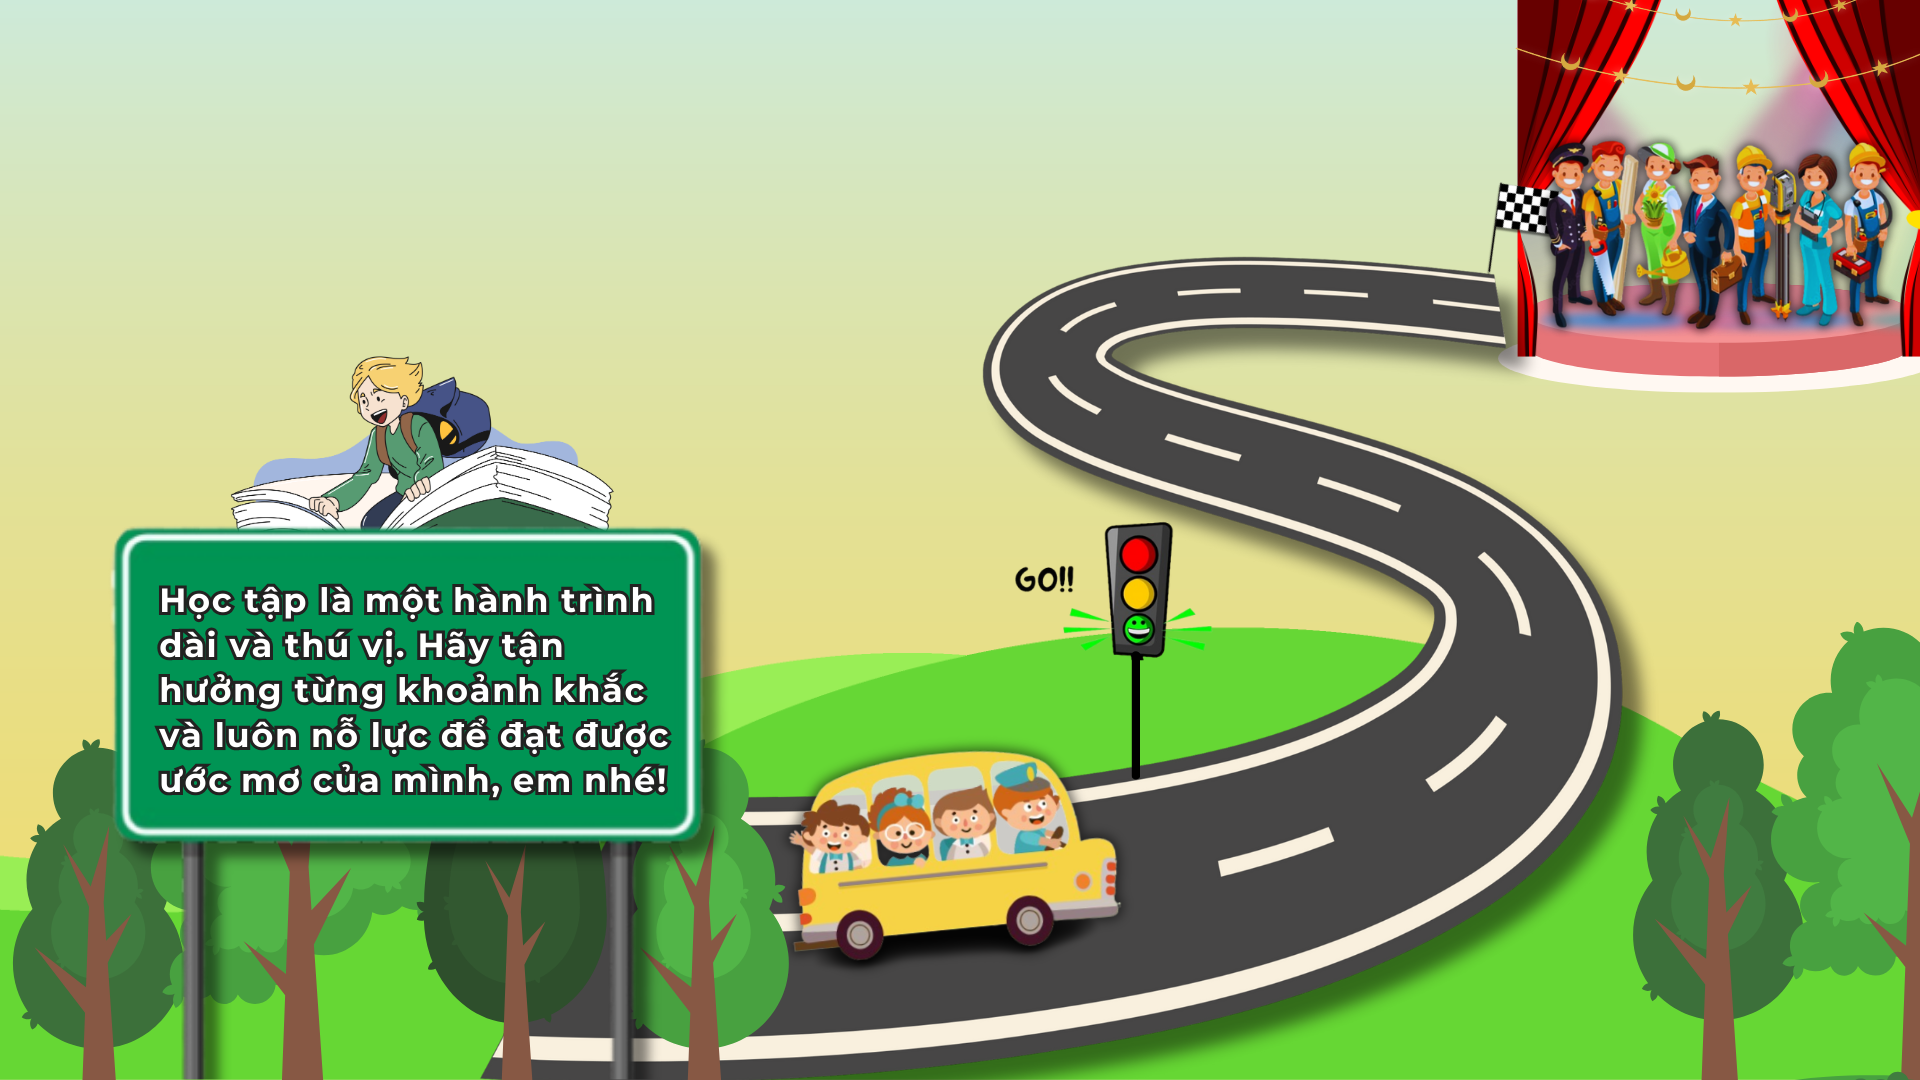 Học tập là một hành trình
dài và thú vị. Hãy tận
hưởng từng khoảnh khắc
và luôn nỗ lực để đạt được
ước mơ của mình, em nhé!
GO!!